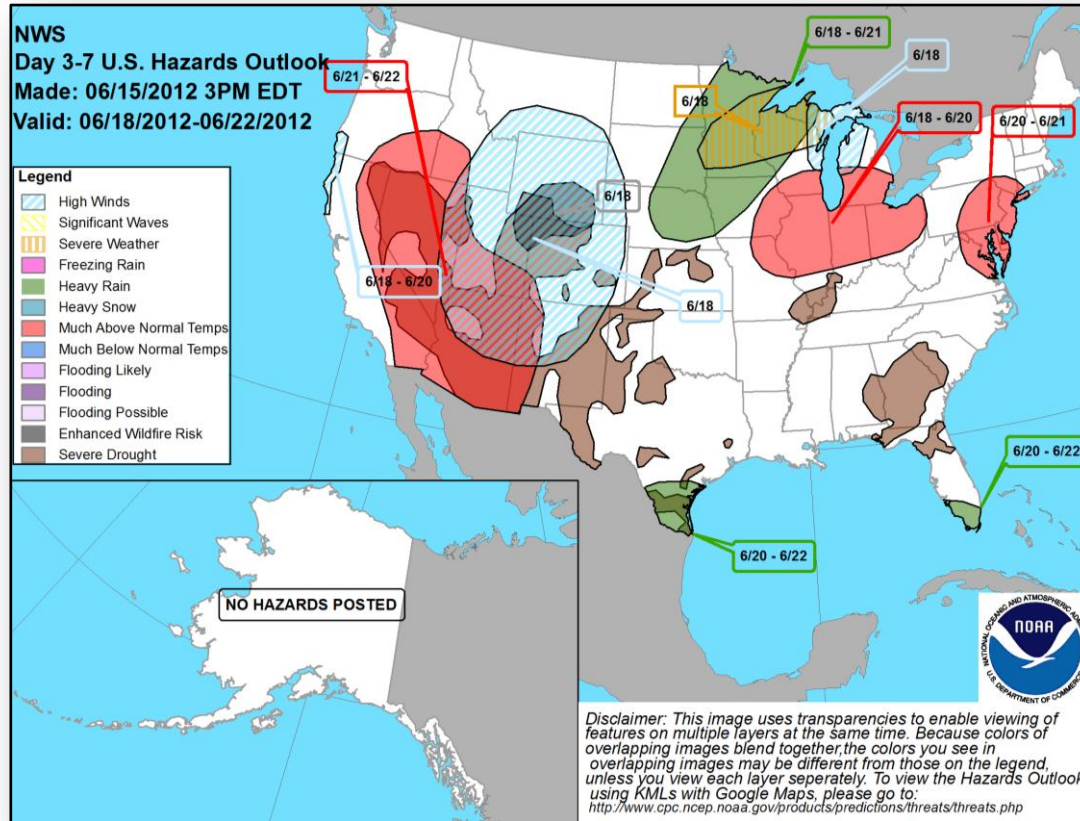 NWS
Day 3-7 U.S. Hazards Outlook
Made: 06/15/2012 3PM EDT
Valid: 06/18/2012-06/22/2012
6/21 - 6/22
6/18 - 6/21
6/18
6/18
6/18 - 6/20
6/20 - 6/21
6/18
6/18 - 6/20
6/18
6/20 - 6/22
6/20 - 6/22
Legend
High Winds
Significant Waves
Severe Weather
Freezing Rain
Heavy Rain
Heavy Snow
Much Above Normal Temps
Much Below Normal Temps
Flooding Likely
Flooding
Flooding Possible
Enhanced Wildfire Risk
Severe Drought
NO HAZARDS POSTED
NOAA
NATIONAL OCEANIC AND ATMOSPHERIC
U.S. DEPARTMENT OF
Disclaimer: This image uses transparencies to enable viewing of
features on multiple layers at the same time. Because colors of
overlapping images blend together,the colors you see in
overlapping images may be different from those on the legend,
unless you view each layer seperately. To view the Hazards Outlook
using KMLs with Google Maps, please go to:
http://www.cpc.ncep.noaa.gov/products/predictions/threats/threats.php